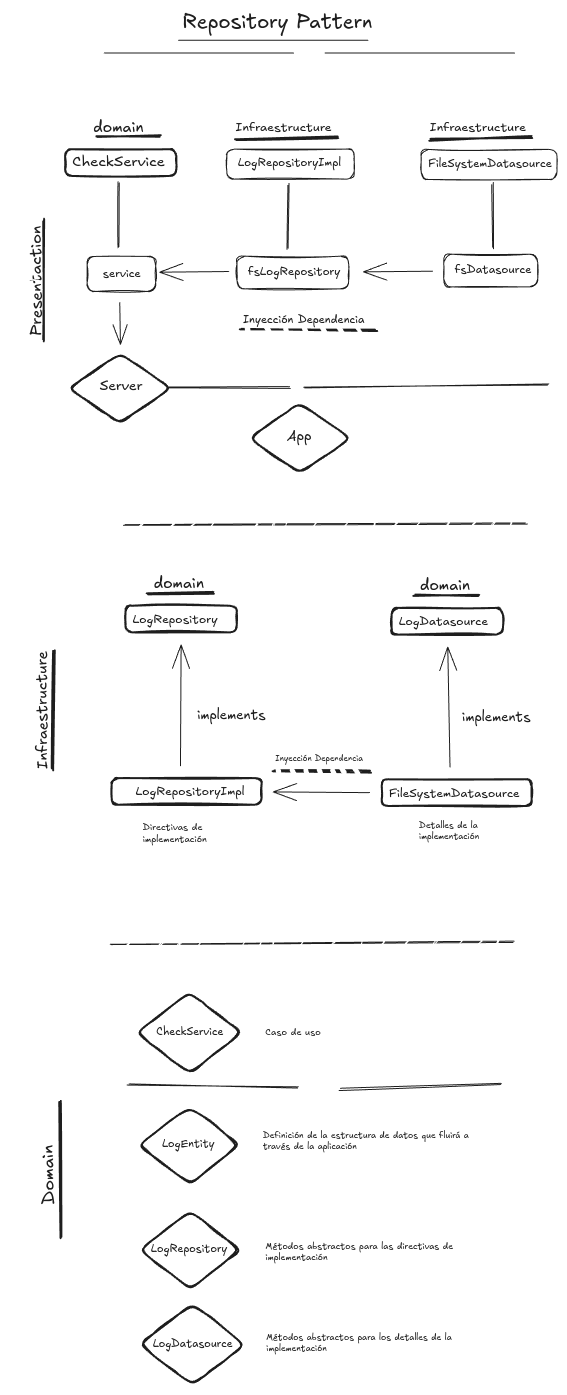 Repository Pattern
domain
Infraestructure
Infraestructure
CheckService
LogRepositoryImpl
FileSystemDatasource
Presentaction
service
fsLogRepository
fsDatasource
Inyección Dependencia
Server
App
domain
domain
LogRepository
LogDatasource
Infraestructure
implements
implements
Inyección Dependencia
LogRepositoryImpl
FileSystemDatasource
Directivas de
implementación
Detalles de la
implementación
CheckService
Caso de uso
Domain
LogEntity
Definición de la estructura de datos que fluirá a
través de la aplicación
LogRepository
Métodos abstractos para las directivas de
implementación
LogDatasource
Métodos abstractos para los detalles de la
implementación